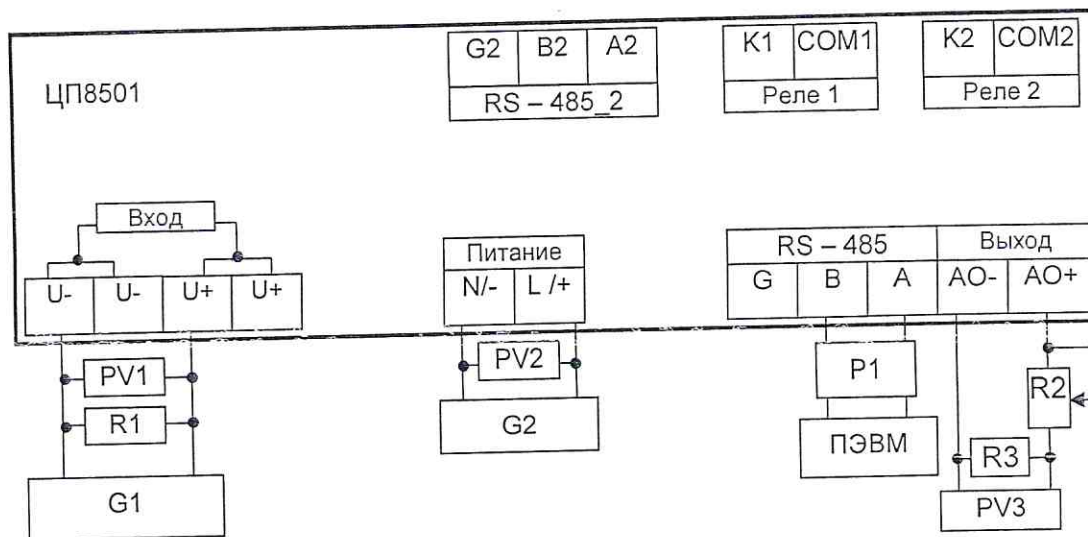 G2 B2 A2
RS – 485_2
K1 COM1
Реле 1
K2 COM2
Реле 2
ЦП8501
Вход
U- U- U+ U+
Питание
N/- L /+
RS – 485 Выход
G B A AO- AO+
PV1
R1
G1
PV2
G2
P1
ПЭВМ
R2
R3
PV3